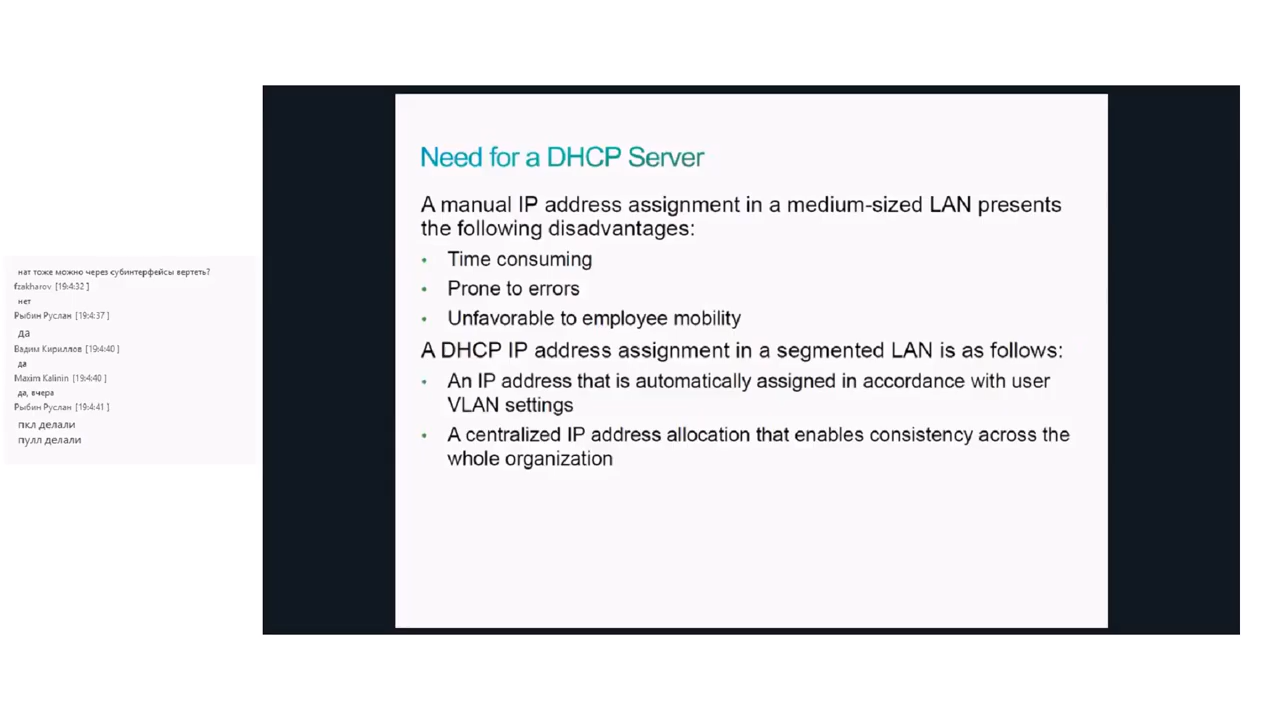 нат тоже можно через субинтерфейсы вертеть?
fzakharov [19:4:32 ]
нет
Рыбин Руслан [19:4:37 ]
да
Вадим Кириллов [19:4:40 ]
да
Maxim Kalinin [19:4:40 ]
да, вчера
Рыбин Руслан [19:4:41 ]
пкл делали
пулл делали
Need for a DHCP Server
A manual IP address assignment in a medium-sized LAN presents
the following disadvantages:
• Time consuming
• Prone to errors
• Unfavorable to employee mobility
A DHCP IP address assignment in a segmented LAN is as follows:
• An IP address that is automatically assigned in accordance with user
VLAN settings
• A centralized IP address allocation that enables consistency across the
whole organization